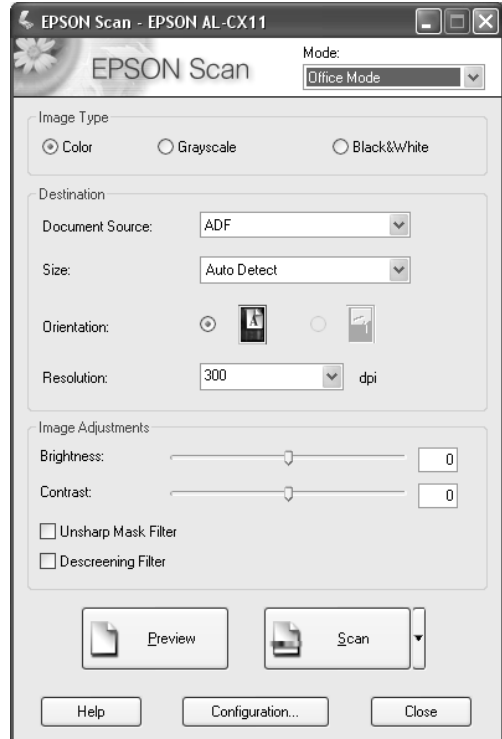 EPSON Scan - EPSON AL-CX11
EPSON Scan
Mode:
Office Mode
Image Type
Color Grayscale Black&White
Destination
Document Source: ADF
Size: Auto Detect
Orientation: A
Resolution: 300 dpi
Image Adjustments
Brightness: 0
Contrast: 0
Unsharp Mask Filter
Descreening Filter
Preview Scan
Help Configuration... Close